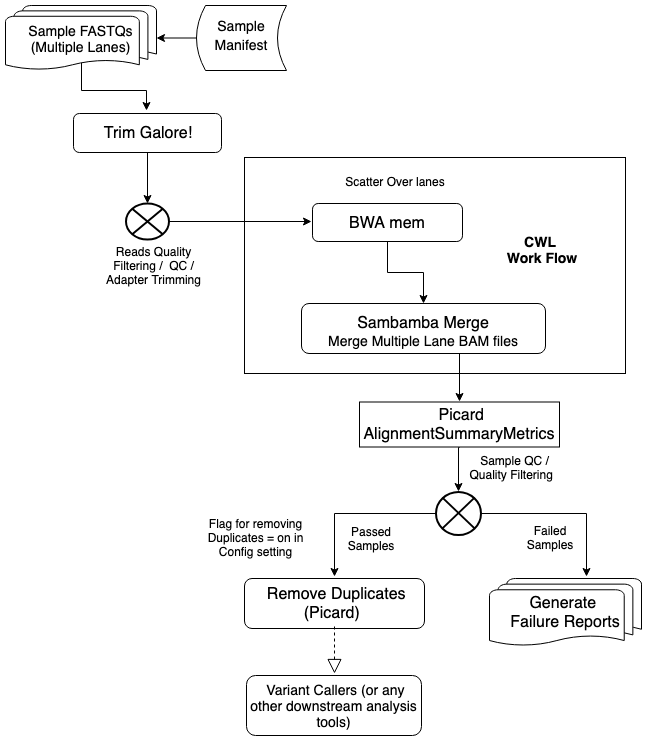 Sample FASTQs
(Multiple Lanes)
Sample
Manifest
Trim Galore!
Scatter Over lanes
BWA mem
CWL
Work Flow
Reads Quality
Filtering / QC /
Adapter Trimming
Sambamba Merge
Merge Multiple Lane BAM files
Picard
AlignmentSummaryMetrics
Sample QC /
Quality Filtering
Flag for removing
Duplicates = on in
Config setting
Passed
Samples
Failed
Samples
Remove Duplicates
(Picard)
Generate
Failure Reports
Variant Callers (or any
other downstream analysis
tools)